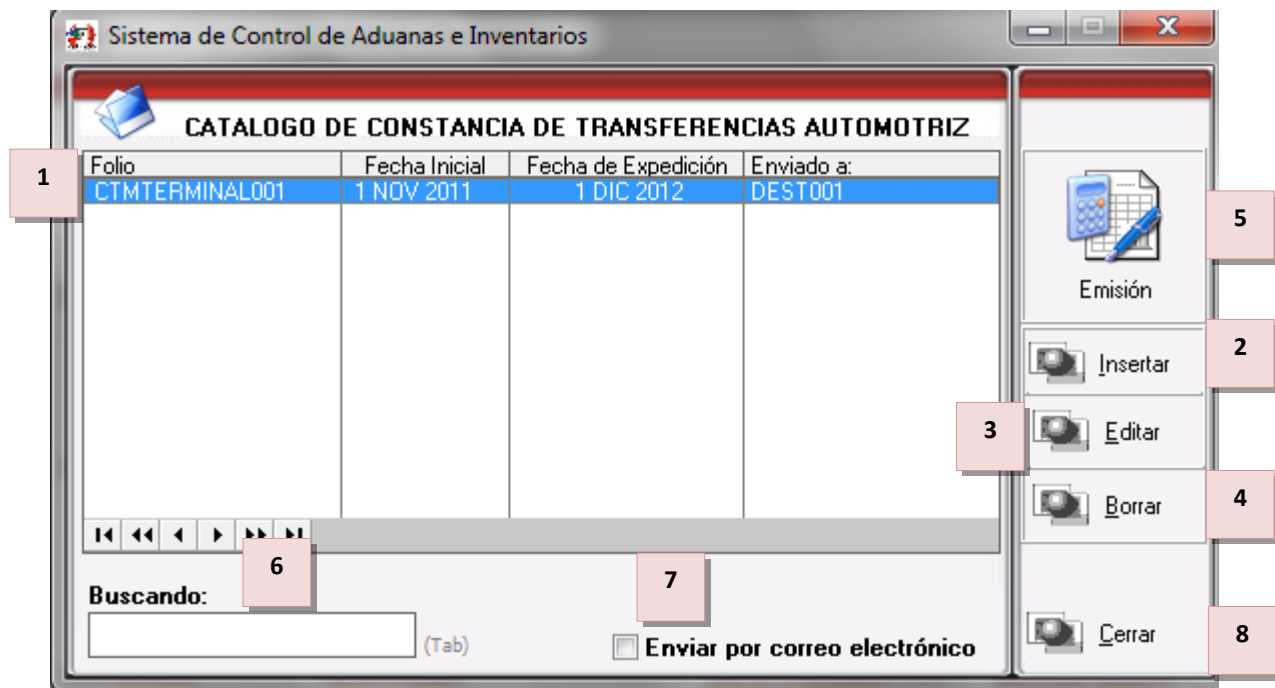 Sistema de Control de Aduanas e Inventarios
X
CATALOGO DE CONSTANCIA DE TRANSFERENCIAS AUTOMOTRIZ
1
Folio Fecha Inicial Fecha de Expedición Enviado a:
CTMTERMINAL001 1 NOV 2011 1 DIC 2012 DEST001
5
Emisión
2
Insertar
3
Editar
4
Borrar
6
7
Buscando:
(Tab)
Enviar por correo electrónico
Cerrar
8